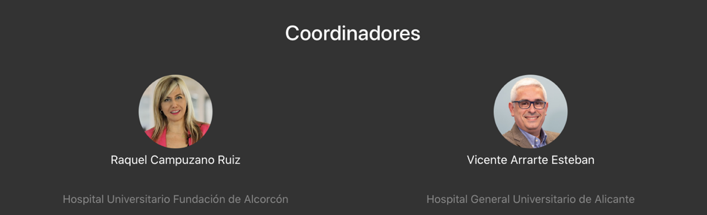 Coordinadores
Raquel Campuzano Ruiz
Vicente Arrarte Esteban
Hospital Universitario Fundación de Alcorcón
Hospital General Universitario de Alicante